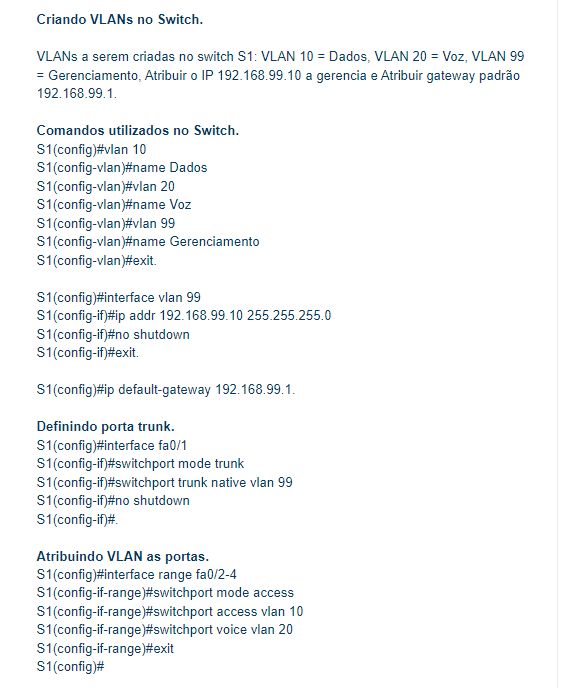 Criando VLANs no Switch.
VLANs a serem criadas no switch S1: VLAN 10 = Dados, VLAN 20 = Voz, VLAN 99
= Gerenciamento, Atribuir o IP 192.168.99.10 a gerencia e Atribuir gateway padrão
192.168.99.1.
Comandos utilizados no Switch.
S1(config)#vlan 10
S1(config-vlan)#name Dados
S1(config-vlan)#vlan 20
S1(config-vlan)#name Voz
S1(config-vlan)#vlan 99
S1(config-vlan)#name Gerenciamento
S1(config-vlan)#exit.
S1(config)#interface vlan 99
S1(config-if)#ip addr 192.168.99.10 255.255.255.0
S1(config-if)#no shutdown
S1(config-if)#exit.
S1(config)#ip default-gateway 192.168.99.1.
Definindo porta trunk.
S1(config)#interface fa0/1
S1(config-if)#switchport mode trunk
S1(config-if)#switchport trunk native vlan 99
S1(config-if)#no shutdown
S1(config-if)#.
Atribuindo VLAN as portas.
S1(config)#interface range fa0/2-4
S1(config-if-range)#switchport mode access
S1(config-if-range)#switchport access vlan 10
S1(config-if-range)#switchport voice vlan 20
S1(config-if-range)#exit
S1(config)#